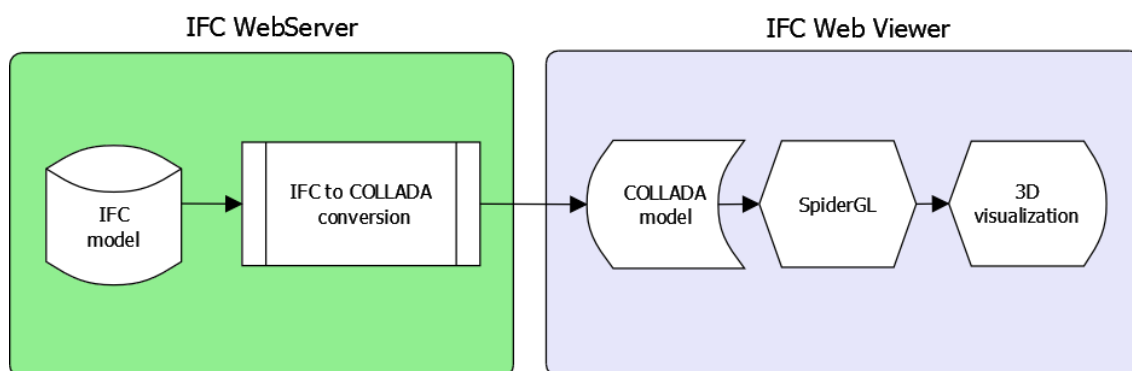 IFC WebServer
IFC Web Viewer
IFC
model
IFC to COLLADA
conversion
COLLADA
model
SpiderGL
3D
visualization